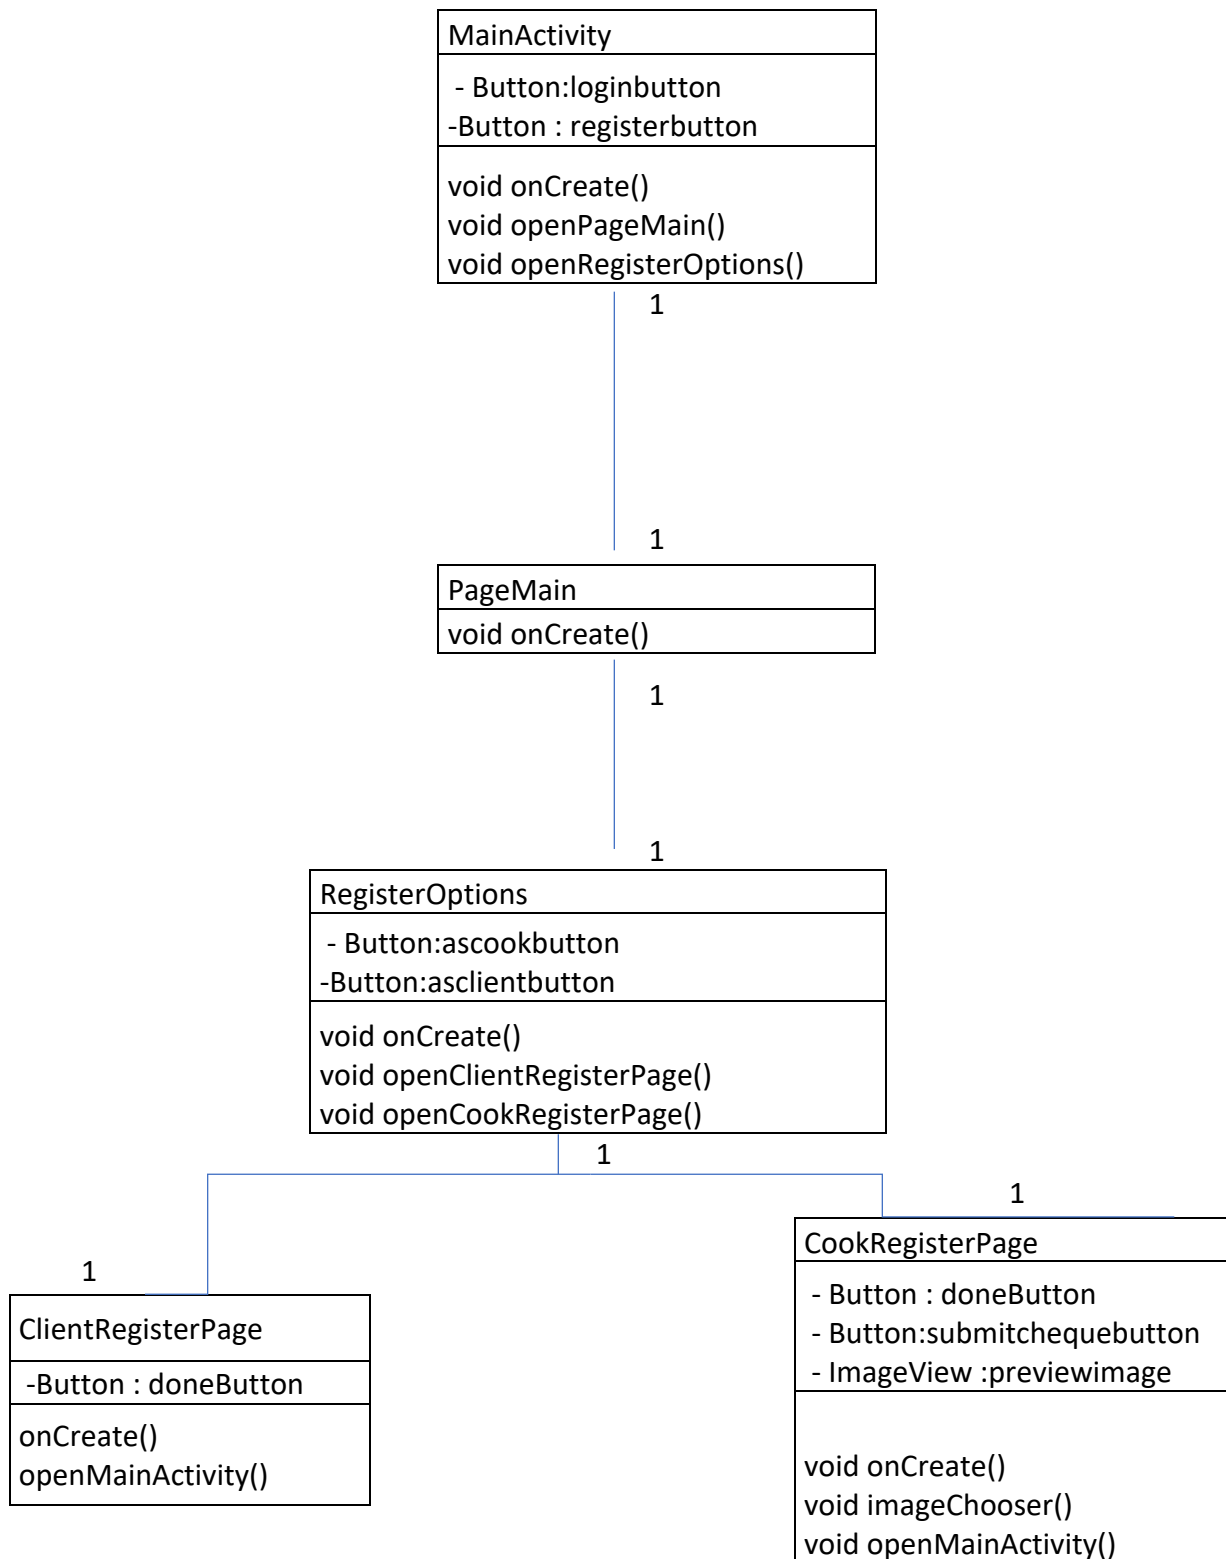 MainActivity
- Button:loginbutton
-Button : registerbutton
void onCreate()
void openPageMain()
void openRegisterOptions()
1
1
PageMain
void onCreate()
1
1
RegisterOptions
- Button:ascookbutton
-Button:asclientbutton
void onCreate()
void openClientRegisterPage()
void openCookRegisterPage()
1
1
ClientRegisterPage
-Button : doneButton
onCreate()
openMainActivity()
1
CookRegisterPage
- Button : doneButton
- Button:submitchequebutton
- ImageView :previewimage
void onCreate()
void imageChooser()
void openMainActivity()